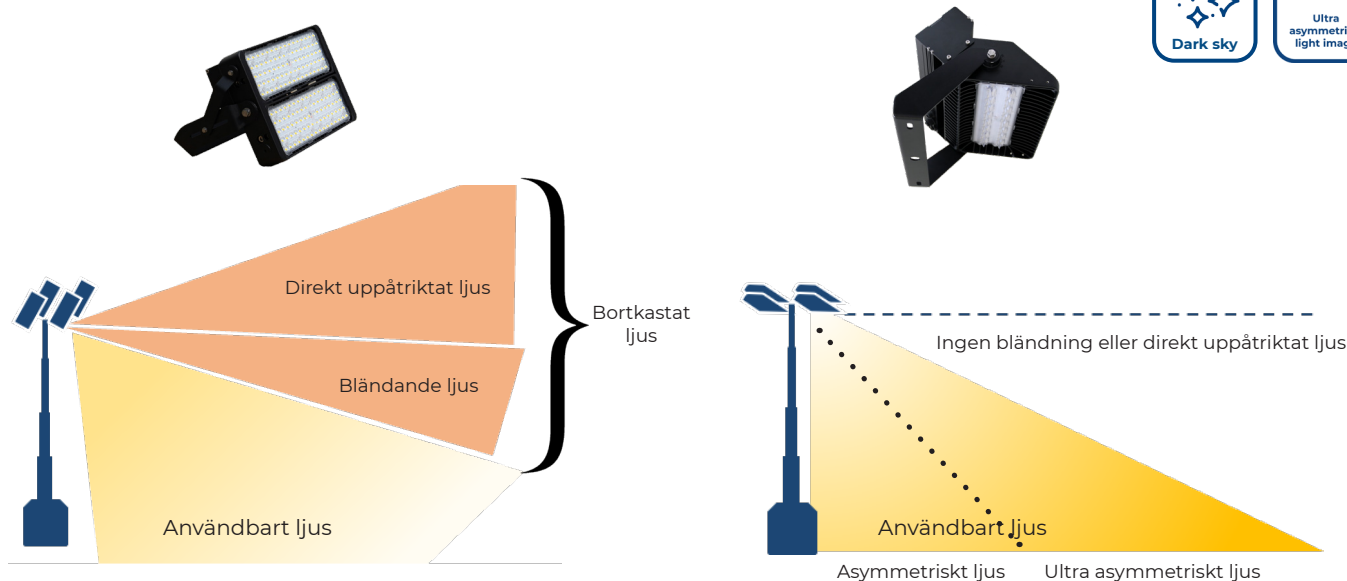 Dark sky
Ultra
light imag
Direkt uppåtriktat ljus
Bortkastat
ljus
Bländande ljus
Användbart ljus
Ingen bländning eller direkt uppåtriktat ljus
Användbart ljus
Asymmetriskt ljus
Ultra asymmetriskt ljus